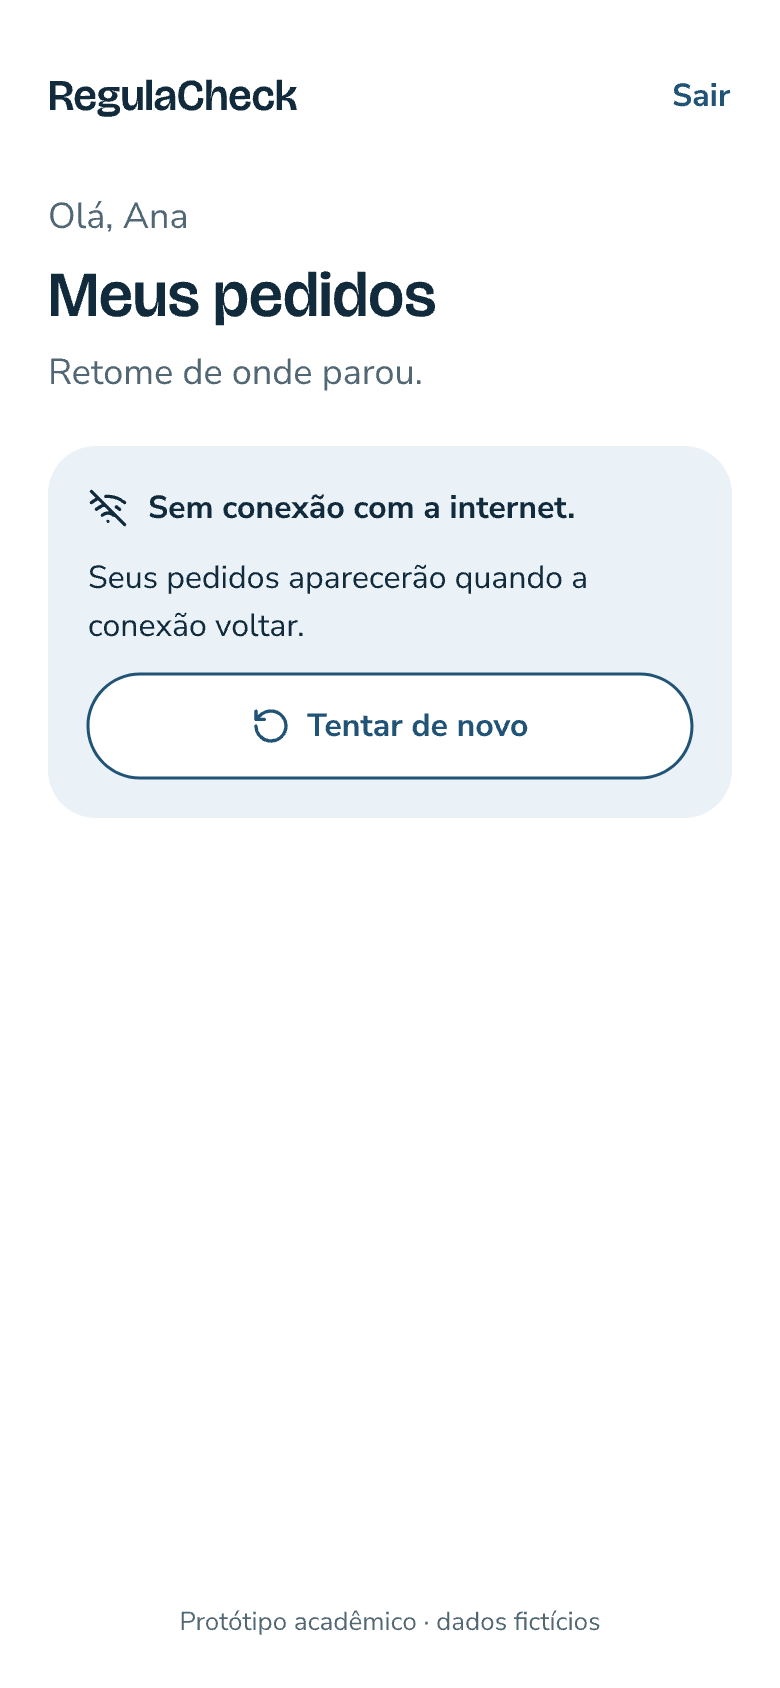 RegulaCheck
Sair
Olá, Ana
Meus pedidos
Retome de onde parou.
Sem conexão com a internet.
Seus pedidos aparecerão quando a
conexão voltar.
Tentar de novo
Protótipo acadêmico · dados fictícios